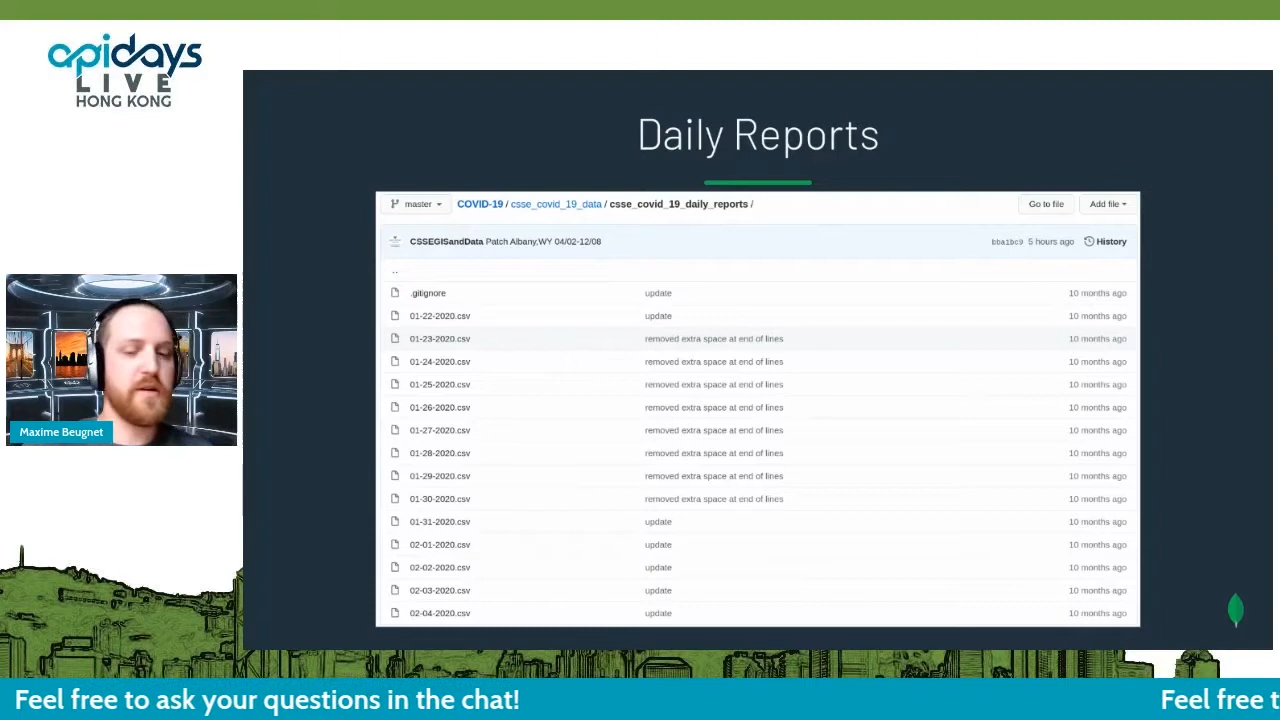 apidays
LIVE
HONG KONG
Daily Reports
master
COVID-19 / csse_covid_19_data / csse_covid_19_daily_reports /
Go to file
Add file
CSSEGISandData Patch Albany,WY 04/02-12/08
bba1bc9 5 hours ago
History
..
.gitignore update 10 months ago
01-22-2020.csv update 10 months ago
01-23-2020.csv removed extra space at end of lines 10 months ago
01-24-2020.csv removed extra space at end of lines 10 months ago
01-25-2020.csv removed extra space at end of lines 10 months ago
01-26-2020.csv removed extra space at end of lines 10 months ago
01-27-2020.csv removed extra space at end of lines 10 months ago
01-28-2020.csv removed extra space at end of lines 10 months ago
01-29-2020.csv removed extra space at end of lines 10 months ago
01-30-2020.csv removed extra space at end of lines 10 months ago
01-31-2020.csv update 10 months ago
02-01-2020.csv update 10 months ago
02-02-2020.csv update 10 months ago
02-03-2020.csv update 10 months ago
02-04-2020.csv update 10 months ago
Maxime Beugnet
Feel free to ask your questions in the chat!
Feel free t